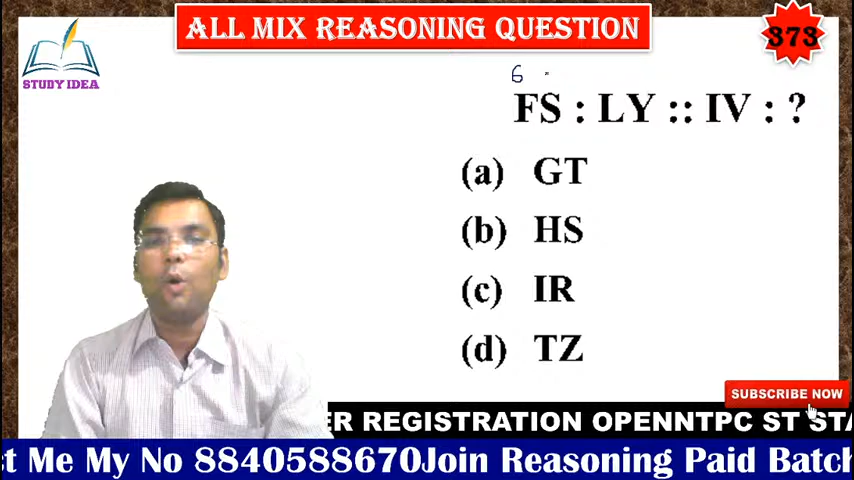 ALL MIX REASONING QUESTION
373
STUDY IDEA
6
FS : LY :: IV : ?
(a) GT
(b) HS
(c) IR
(d) TZ
SUBSCRIBE NOW
ER REGISTRATION OPENNTPC ST STA
st Me My No 8840588670Join Reasoning Paid Batch